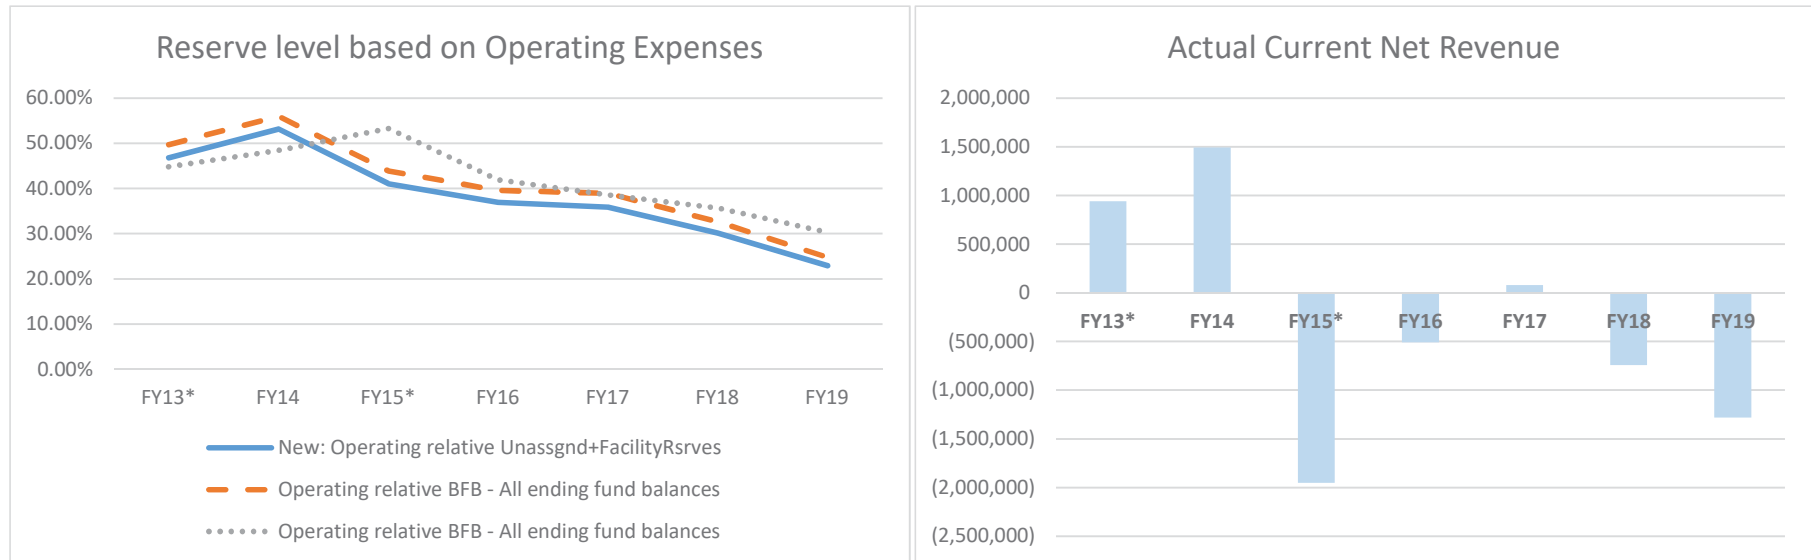 Reserve level based on Operating Expenses
60.00%
50.00%
40.00%
30.00%
20.00%
10.00%
0.00%
FY13* FY14 FY15* FY16 FY17 FY18 FY19
New: Operating relative Unassgnd+FacilityRsrves
Operating relative BFB - All ending fund balances
Operating relative BFB - All ending fund balances
Actual Current Net Revenue
2,000,000
1,500,000
1,000,000
500,000
0
FY13* FY14 FY15* FY16 FY17 FY18 FY19
(500,000)
(1,000,000)
(1,500,000)
(2,000,000)
(2,500,000)